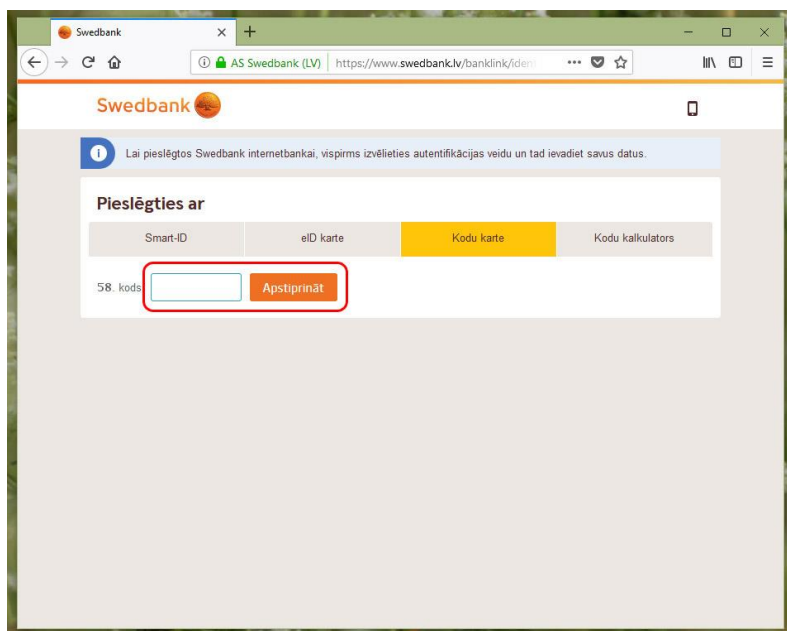 Swedbank
AS Swedbank (LV) https://www.swedbank.lv/banklink/iden
Swedbank
Lai pieslēgtos Swedbank internetbankai, vispirms izvēlieties autentifikācijas veidu un tad ievadiet savus datus.
Pieslēgties ar
Smart-ID eID karte Kodu karte Kodu kalkulators
58. kods Apstiprināt